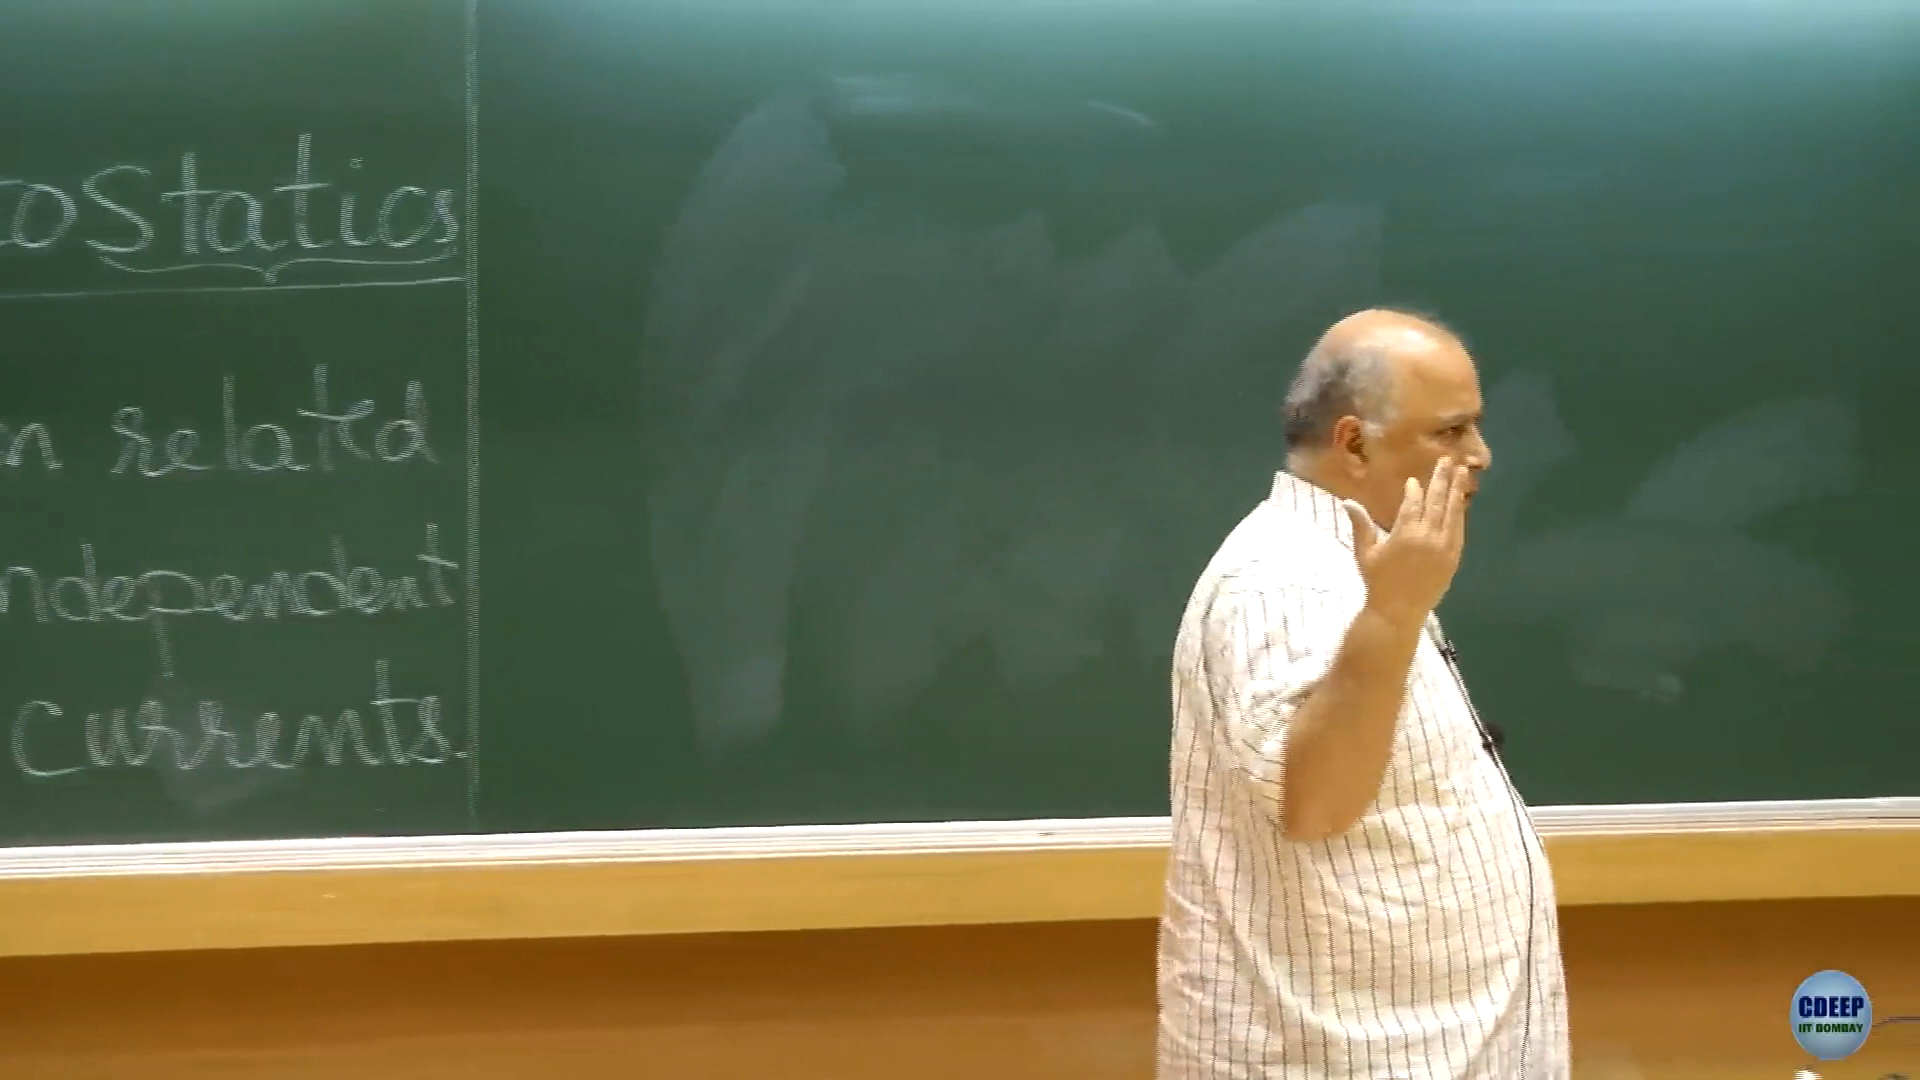 oStatics
n related
ndependent
currents.
CDEEP
IIT BOMBAY